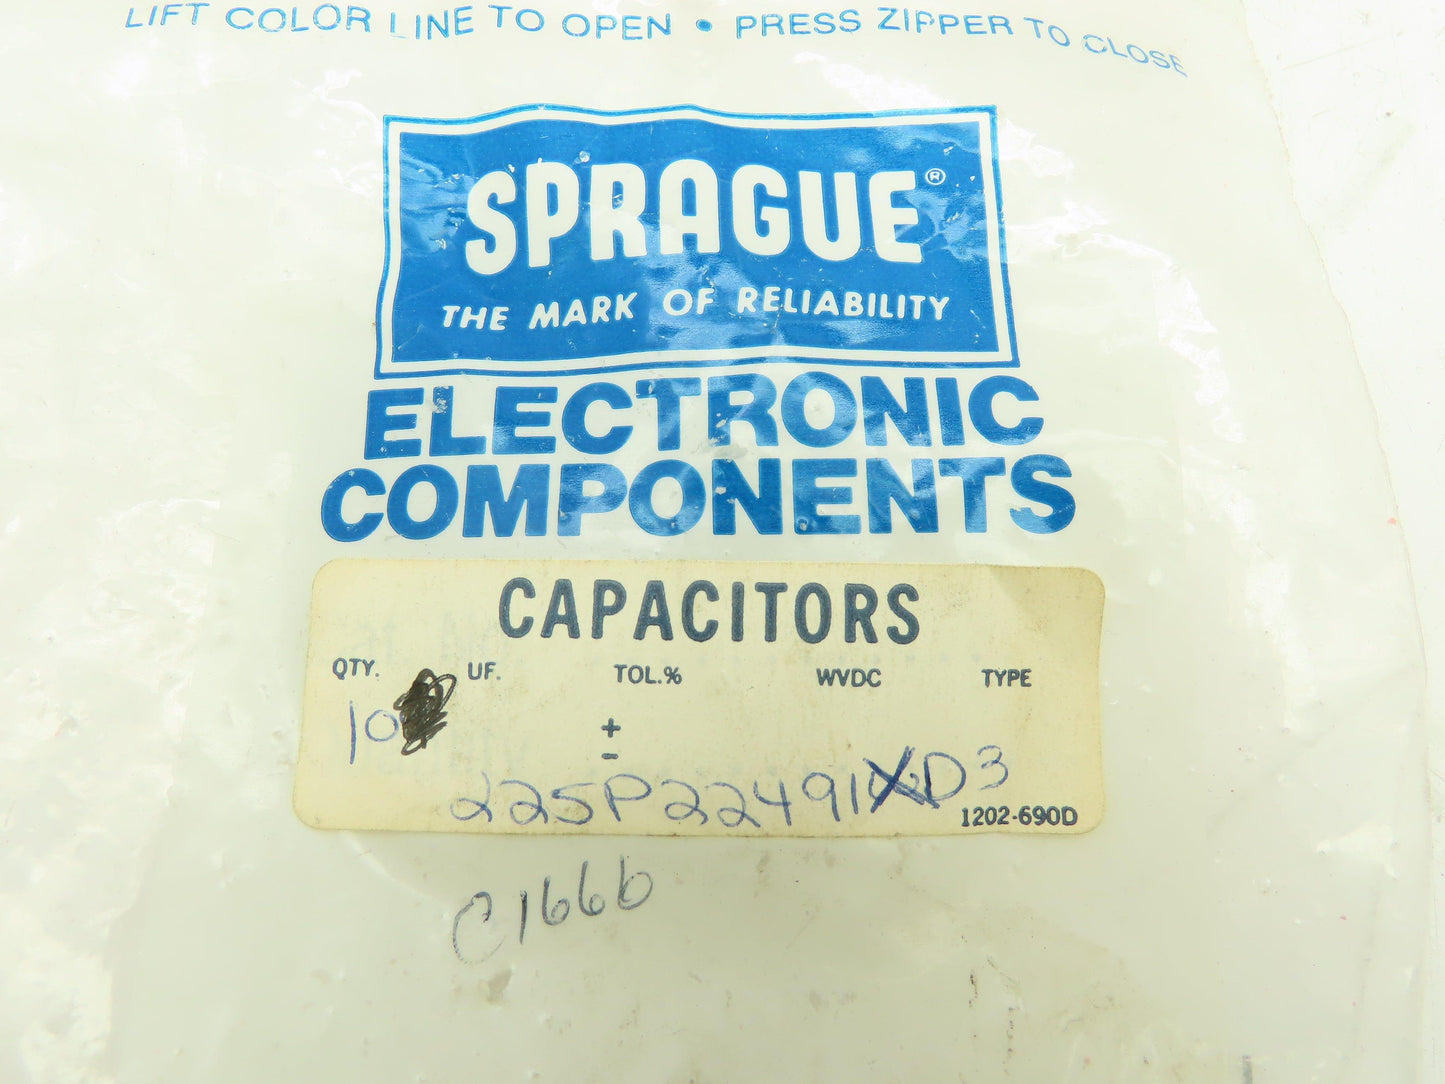 LIFT COLOR LINE TO OPEN • PRESS ZIPPER TO CLOSE
SPRAGUE®
THE MARK OF RELIABILITY
ELECTRONIC
COMPONENTS
CAPACITORS
QTY. UF. TOL.% WVDC TYPE
10 ±
225P22491XD3
1202-690D
C1666